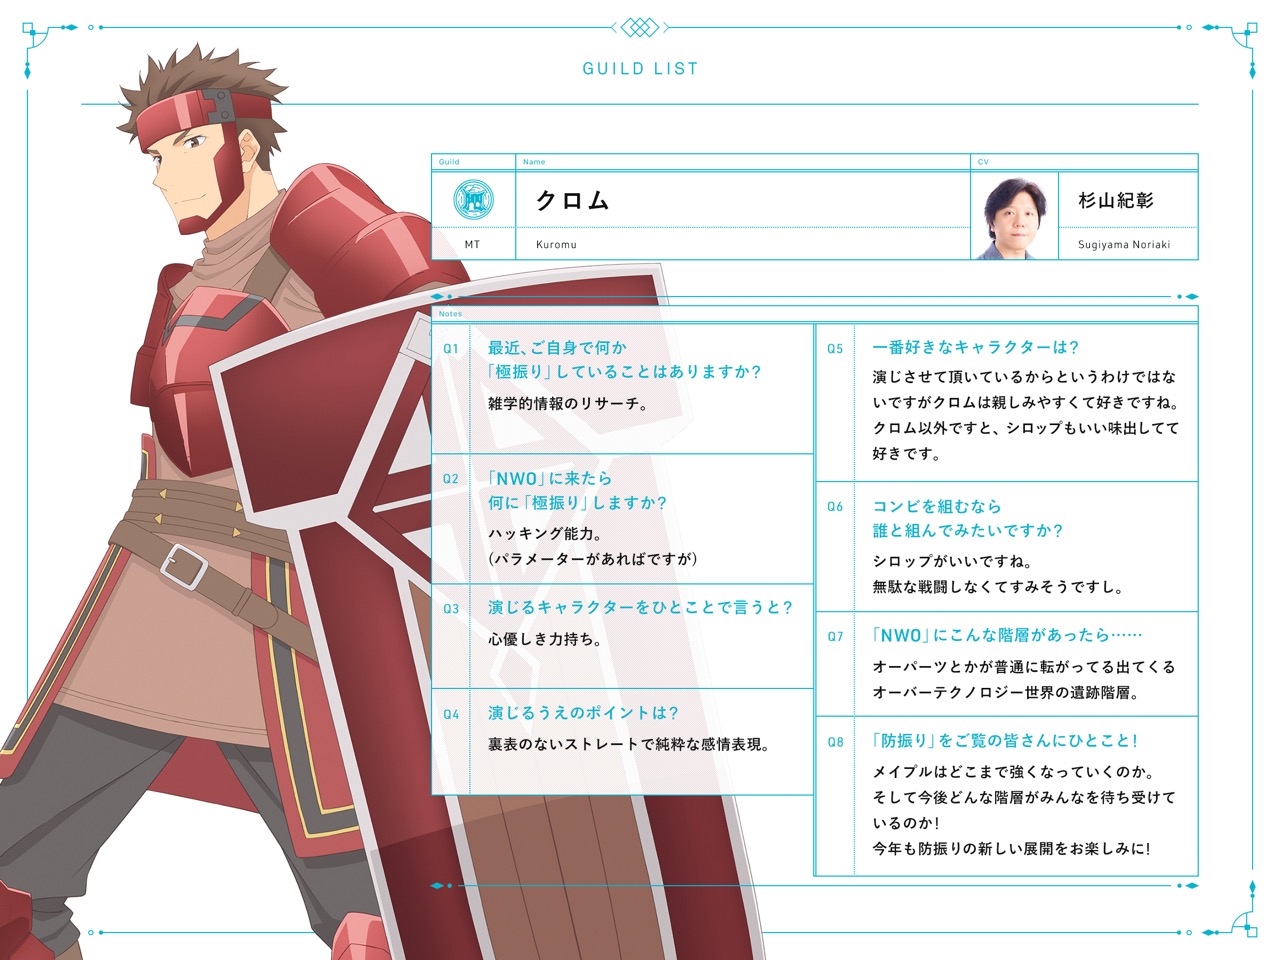 GUILD LIST
Guild
Name
CV
クロム
杉山紀彰
MT
Kuromu
Sugiyama Noriaki
Notes
Q1
最近、ご自身で何か
「極振り」していることはありますか？
雑学的情報のリサーチ。
Q2
「NWO」に来たら
何に「極振り」しますか？
ハッキング能力。
(パラメーターがあればですが)
Q3
演じるキャラクターをひとことで言うと？
心優しき力持ち。
Q4
演じるうえのポイントは？
裏表のないストレートで純粋な感情表現。
Q5
一番好きなキャラクターは？
演じさせて頂いているからというわけではな
いですがクロムは親しみやすくて好きですね。
クロム以外ですと、シロップもいい味出してて
好きです。
Q6
コンビを組むなら
誰と組んでみたいですか？
シロップがいいですね。
無駄な戦闘しなくてすみそうですし。
Q7
「NWO」にこんな階層があったら……
オーパーツとかが普通に転がってる出てくる
オーバーテクノロジー世界の遺跡階層。
Q8
「防振り」をご覧の皆さんにひとこと！
メイプルはどこまで強くなっていくのか。
そして今後どんな階層がみんなを待ち受けて
いるのか！
今年も防振りの新しい展開をお楽しみに！